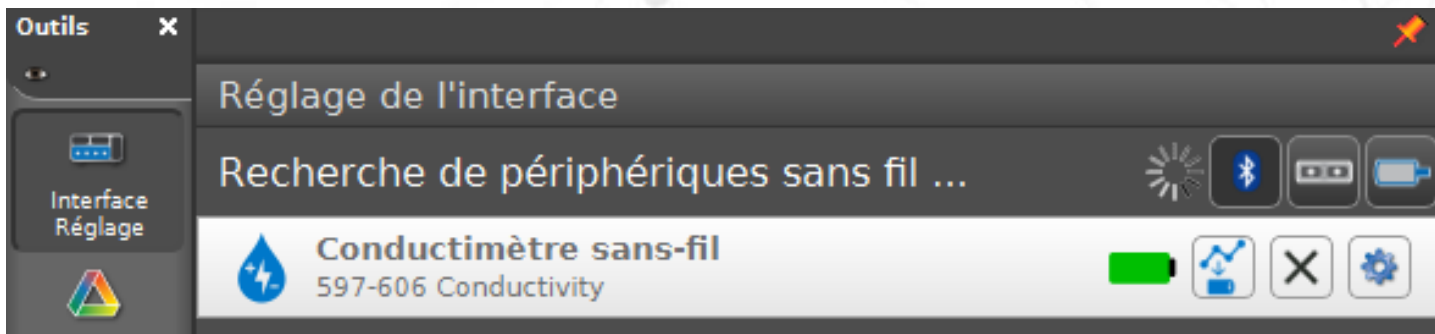 Outils
Réglage de l'interface
Recherche de périphériques sans fil ...
Interface
Réglage
Conductimètre sans-fil
597-606 Conductivity